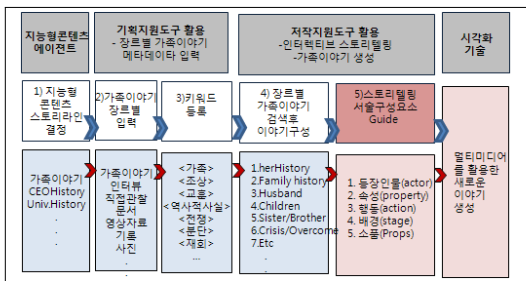 지능형콘텐츠
에이전트
기획지원도구 활용
- 장르별 가족이야기
메타데이타 입력
저작지원도구 활용
-인터렉티브 스토리텔링
-가족이야기 생성
시각화
기술
1) 지능형
콘텐츠
스토리라인
결정
2)가족이야기
장르별
입력
3)키워드
등록
4) 장르별
가족이야기
검색후
이야기구성
5)스토리텔링
서술구성요소
Guide
가족이야기
CEOHistory
Univ.History
.
.
.
가족이야기
인터뷰
직접관찰
문서
영상자료
기록
사진
.
.
<가족>
<조상>
<교훈>
<역사적사실>
<전쟁>
<분단>
<재회>
...
1.herHistory
2.Family history
3.Husband
4.Children
5.Sister/Brother
6.Crisis/Overcome
7.Etc
1. 등장인물(actor)
2. 속성(property)
3. 행동(action)
4. 배경(stage)
5. 소품(Props)
멀티미디어
를 활용한
새로운
이야기
생성